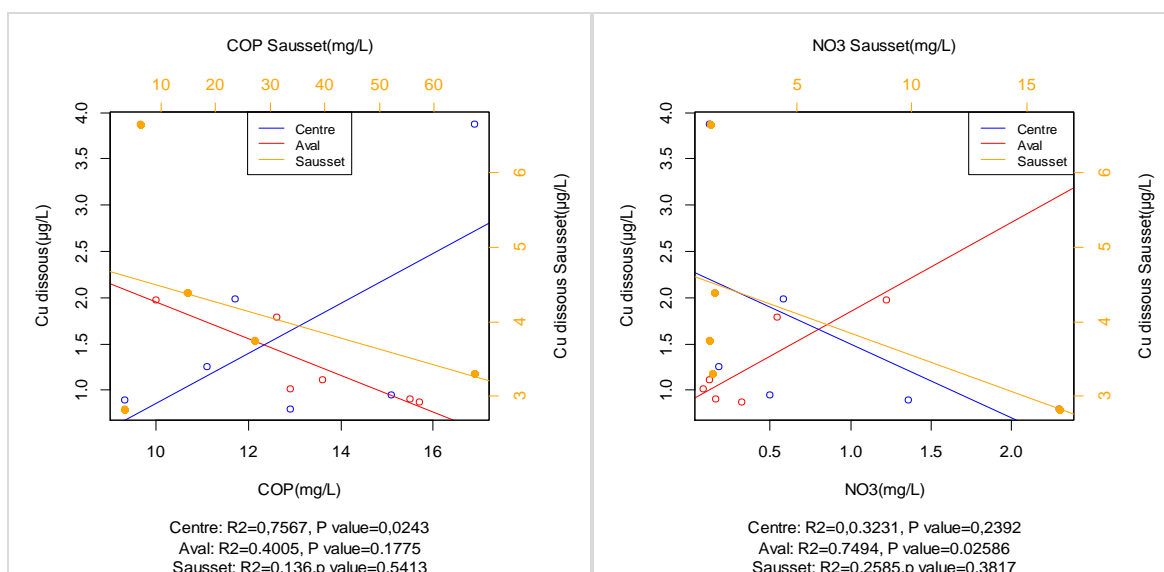 COP Sausset(mg/L)
10 20 30 40 50 60
4.0
3.5
3.0
2.5
2.0
1.5
1.0
Cu dissous(µg/L)
Centre
Aval
Sausset
6
5
4
3
Cu dissous Sausset(µg/L)
10 12 14 16
COP(mg/L)
Centre: R2=0,7567, P value=0,0243
Aval: R2=0.4005, P value=0.1775
Sausset: R2=0.136,p value=0.5413
NO3 Sausset(mg/L)
5 10 15
4.0
3.5
3.0
2.5
2.0
1.5
1.0
Cu dissous(µg/L)
Centre
Aval
Sausset
6
5
4
3
Cu dissous Sausset(µg/L)
0.5 1.0 1.5 2.0
NO3(mg/L)
Centre: R2=0,0.3231, P value=0,2392
Aval: R2=0.7494, P value=0.02586
Sausset: R2=0.2585,p value=0.3817